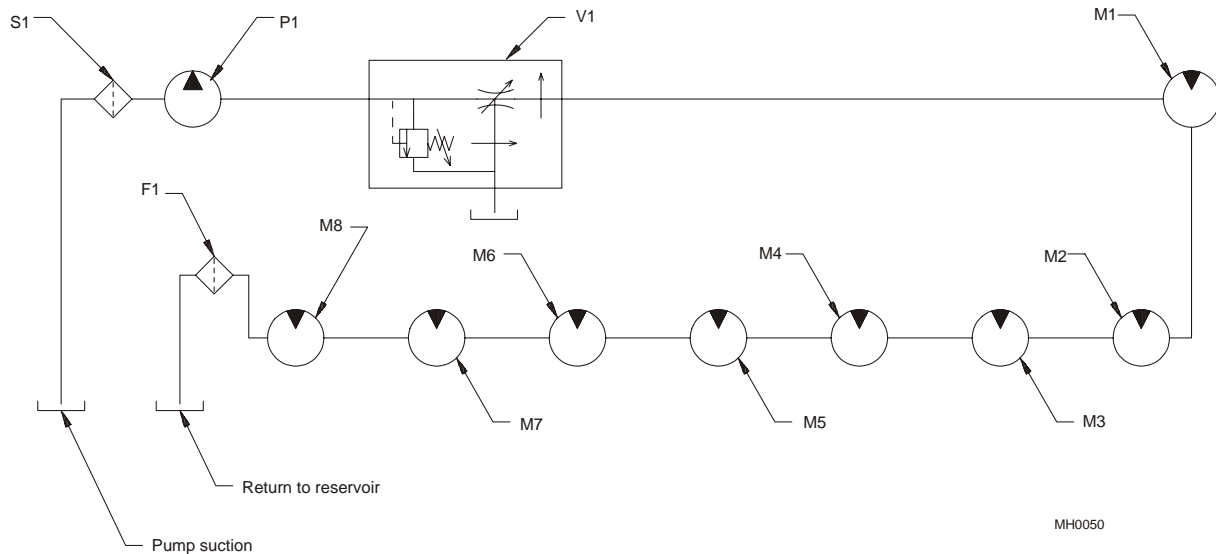 S1
P1
V1
M1
F1
M8
M6
M4
M2
M7
M5
M3
Return to reservoir
MH0050
Pump suction